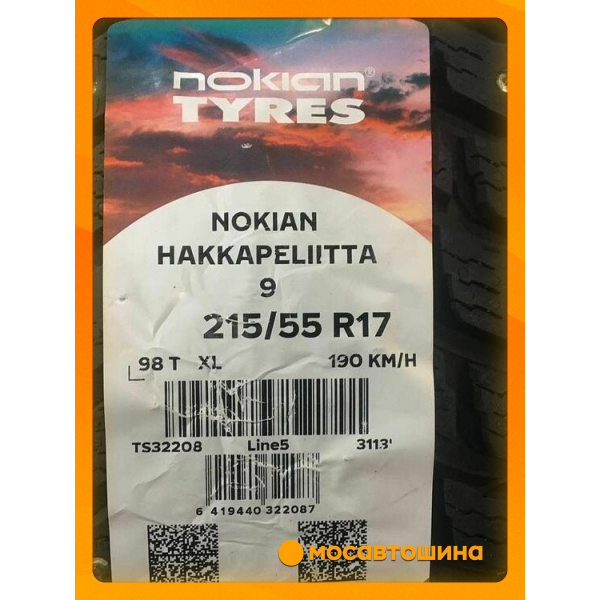 nokian®
TYRES
NOKIAN
HAKKAPELIITTA
9
215/55 R17
98 T XL 190 KM/H
TS32208 Line5 3113'
6 419440 322087
мосавтошина